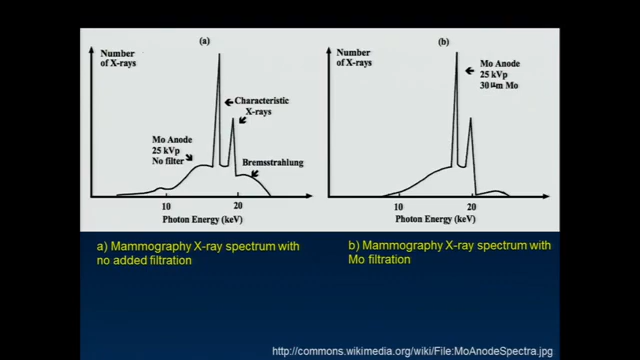 (a)
Number
of X-rays
Characteristic
X-rays
Mo Anode
25 kVp
No filter
Bremsstrahlung
10
20
Photon Energy (keV)
(b)
Number
of X-rays
Mo Anode
25 kVp
30µm Mo
10
20
Photon Energy (keV)
a) Mammography X-ray spectrum with
no added filtration
b) Mammography X-ray spectrum with
Mo filtration
http://commons.wikimedia.org/wiki/File:MoAnodeSpectra.jpg